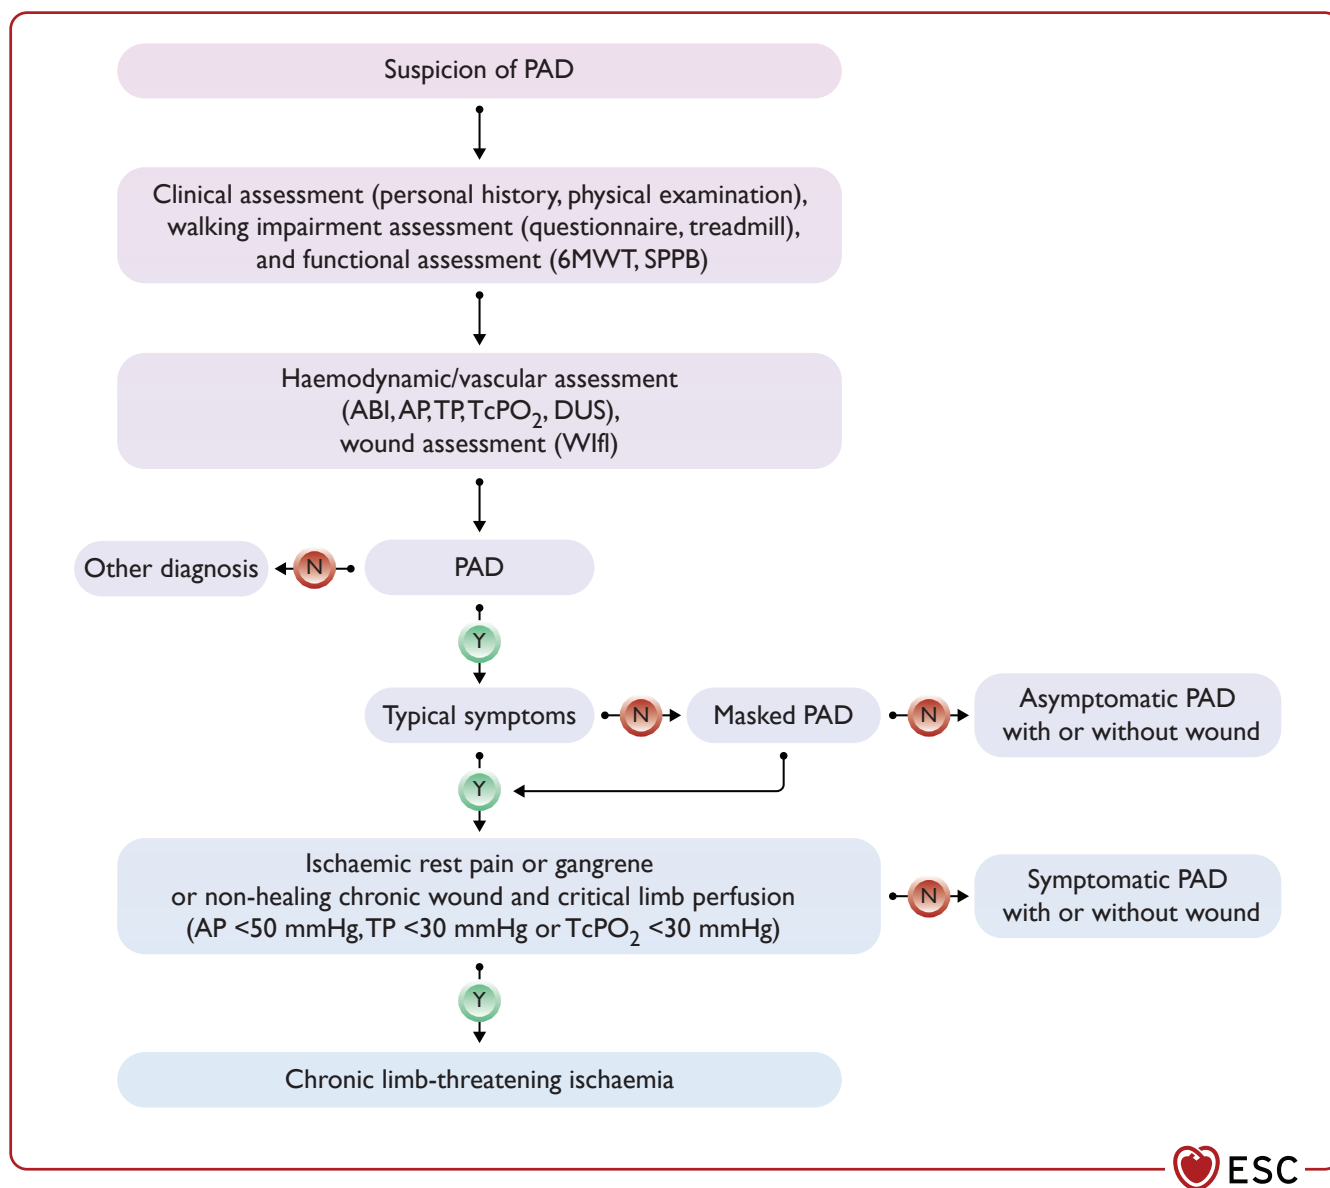 Suspicion of PAD
Clinical assessment (personal history, physical examination),
walking impairment assessment (questionnaire, treadmill),
and functional assessment (6MWT, SPPB)
Haemodynamic/vascular assessment
(ABI, AP, TP, TcPO2, DUS),
wound assessment (WIfI)
Other diagnosis
N
PAD
Y
Typical symptoms
N
Masked PAD
N
Asymptomatic PAD
with or without wound
Y
Ischaemic rest pain or gangrene
or non-healing chronic wound and critical limb perfusion
(AP <50 mmHg, TP <30 mmHg or TcPO2 <30 mmHg)
N
Symptomatic PAD
with or without wound
Y
Chronic limb-threatening ischaemia
ESC